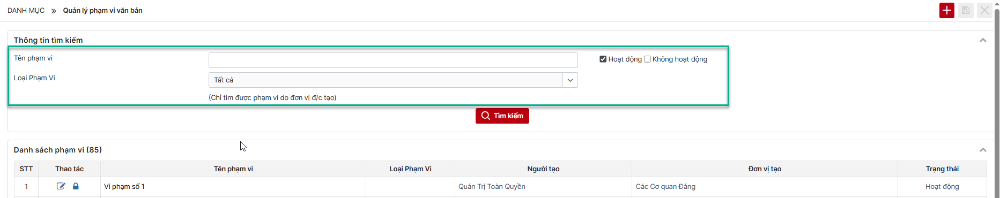 DANH MỤC » Quản lý phạm vi văn bản
Thông tin tìm kiếm
Tên phạm vi
Hoạt động Không hoạt động
Loại Phạm Vi Tất cả
(Chỉ tìm được phạm vi do đơn vị đ/c tạo)
Tìm kiếm
Danh sách phạm vi (85)
STT Thao tác Tên phạm vi Loại Phạm Vi Người tạo Đơn vị tạo Trạng thái
1 Vi phạm số 1 Quản Trị Toàn Quyền Các Cơ quan Đảng Hoạt động